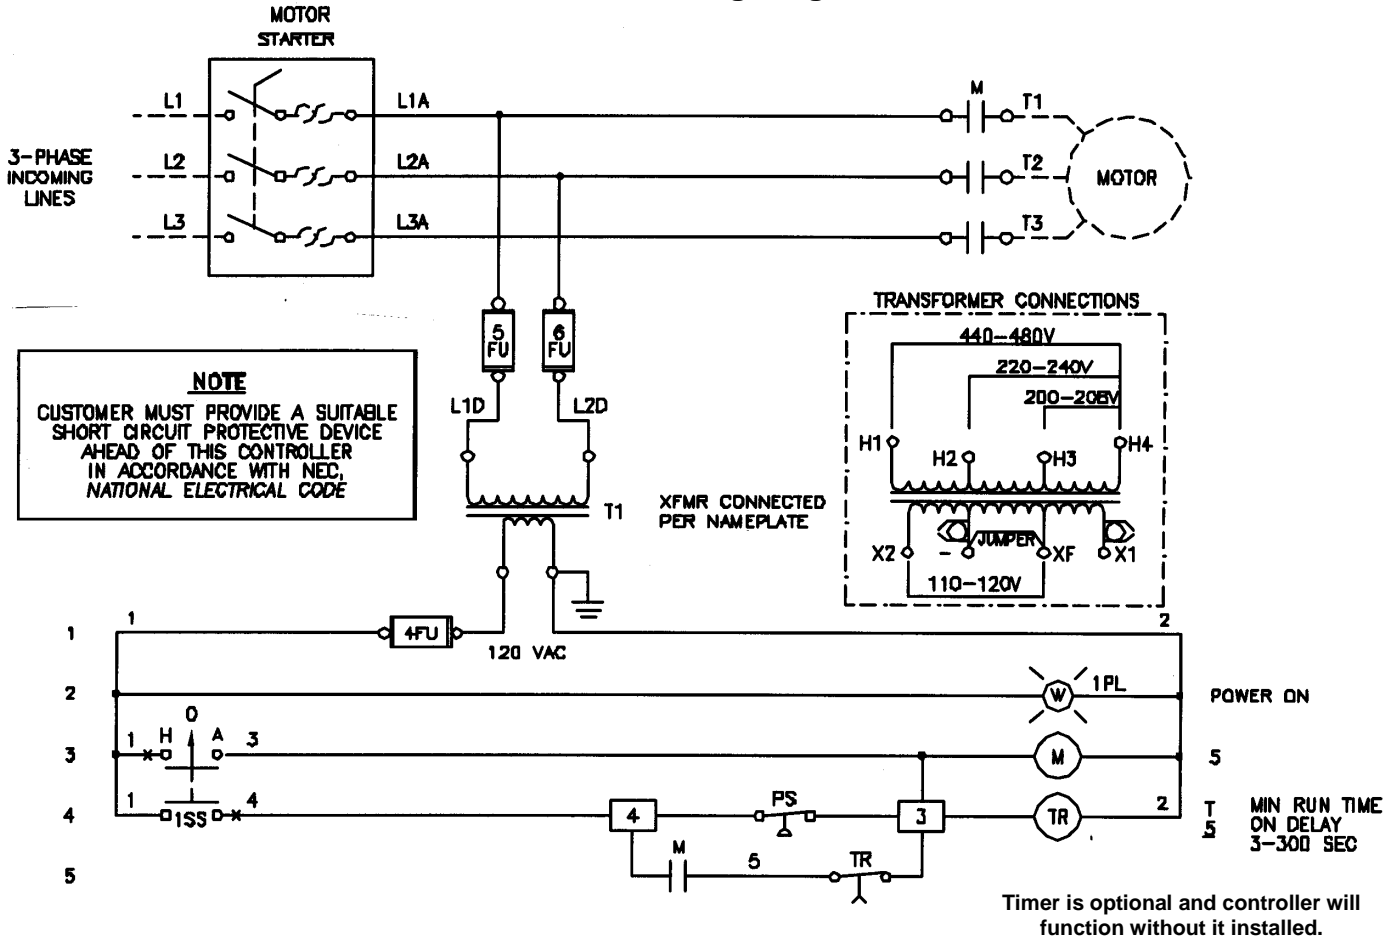 MOTOR
STARTER
L1
L1A
M
T1
3-PHASE
INCOMING
LINES
L2
L2A
T2
MOTOR
L3
L3A
T3
TRANSFORMER CONNECTIONS
440-480V
220-240V
200-208V
H1
H2
H3
H4
X2
-
JUMPER
XF
X1
110-120V
5
FU
6
FU
L1D
L2D
T1
XFMR CONNECTED
PER NAMEPLATE
NOTE
CUSTOMER MUST PROVIDE A SUITABLE
SHORT CIRCUIT PROTECTIVE DEVICE
AHEAD OF THIS CONTROLLER
IN ACCORDANCE WITH NEC,
NATIONAL ELECTRICAL CODE
1
1
4FU
120 VAC
2
2
W
1PL
POWER ON
3
1
H
O
A
3
M
5
4
1
1SS
4
4
PS
3
TR
2
T
5
MIN RUN TIME
ON DELAY
3-300 SEC
5
M
5
TR
Timer is optional and controller will
function without it installed.